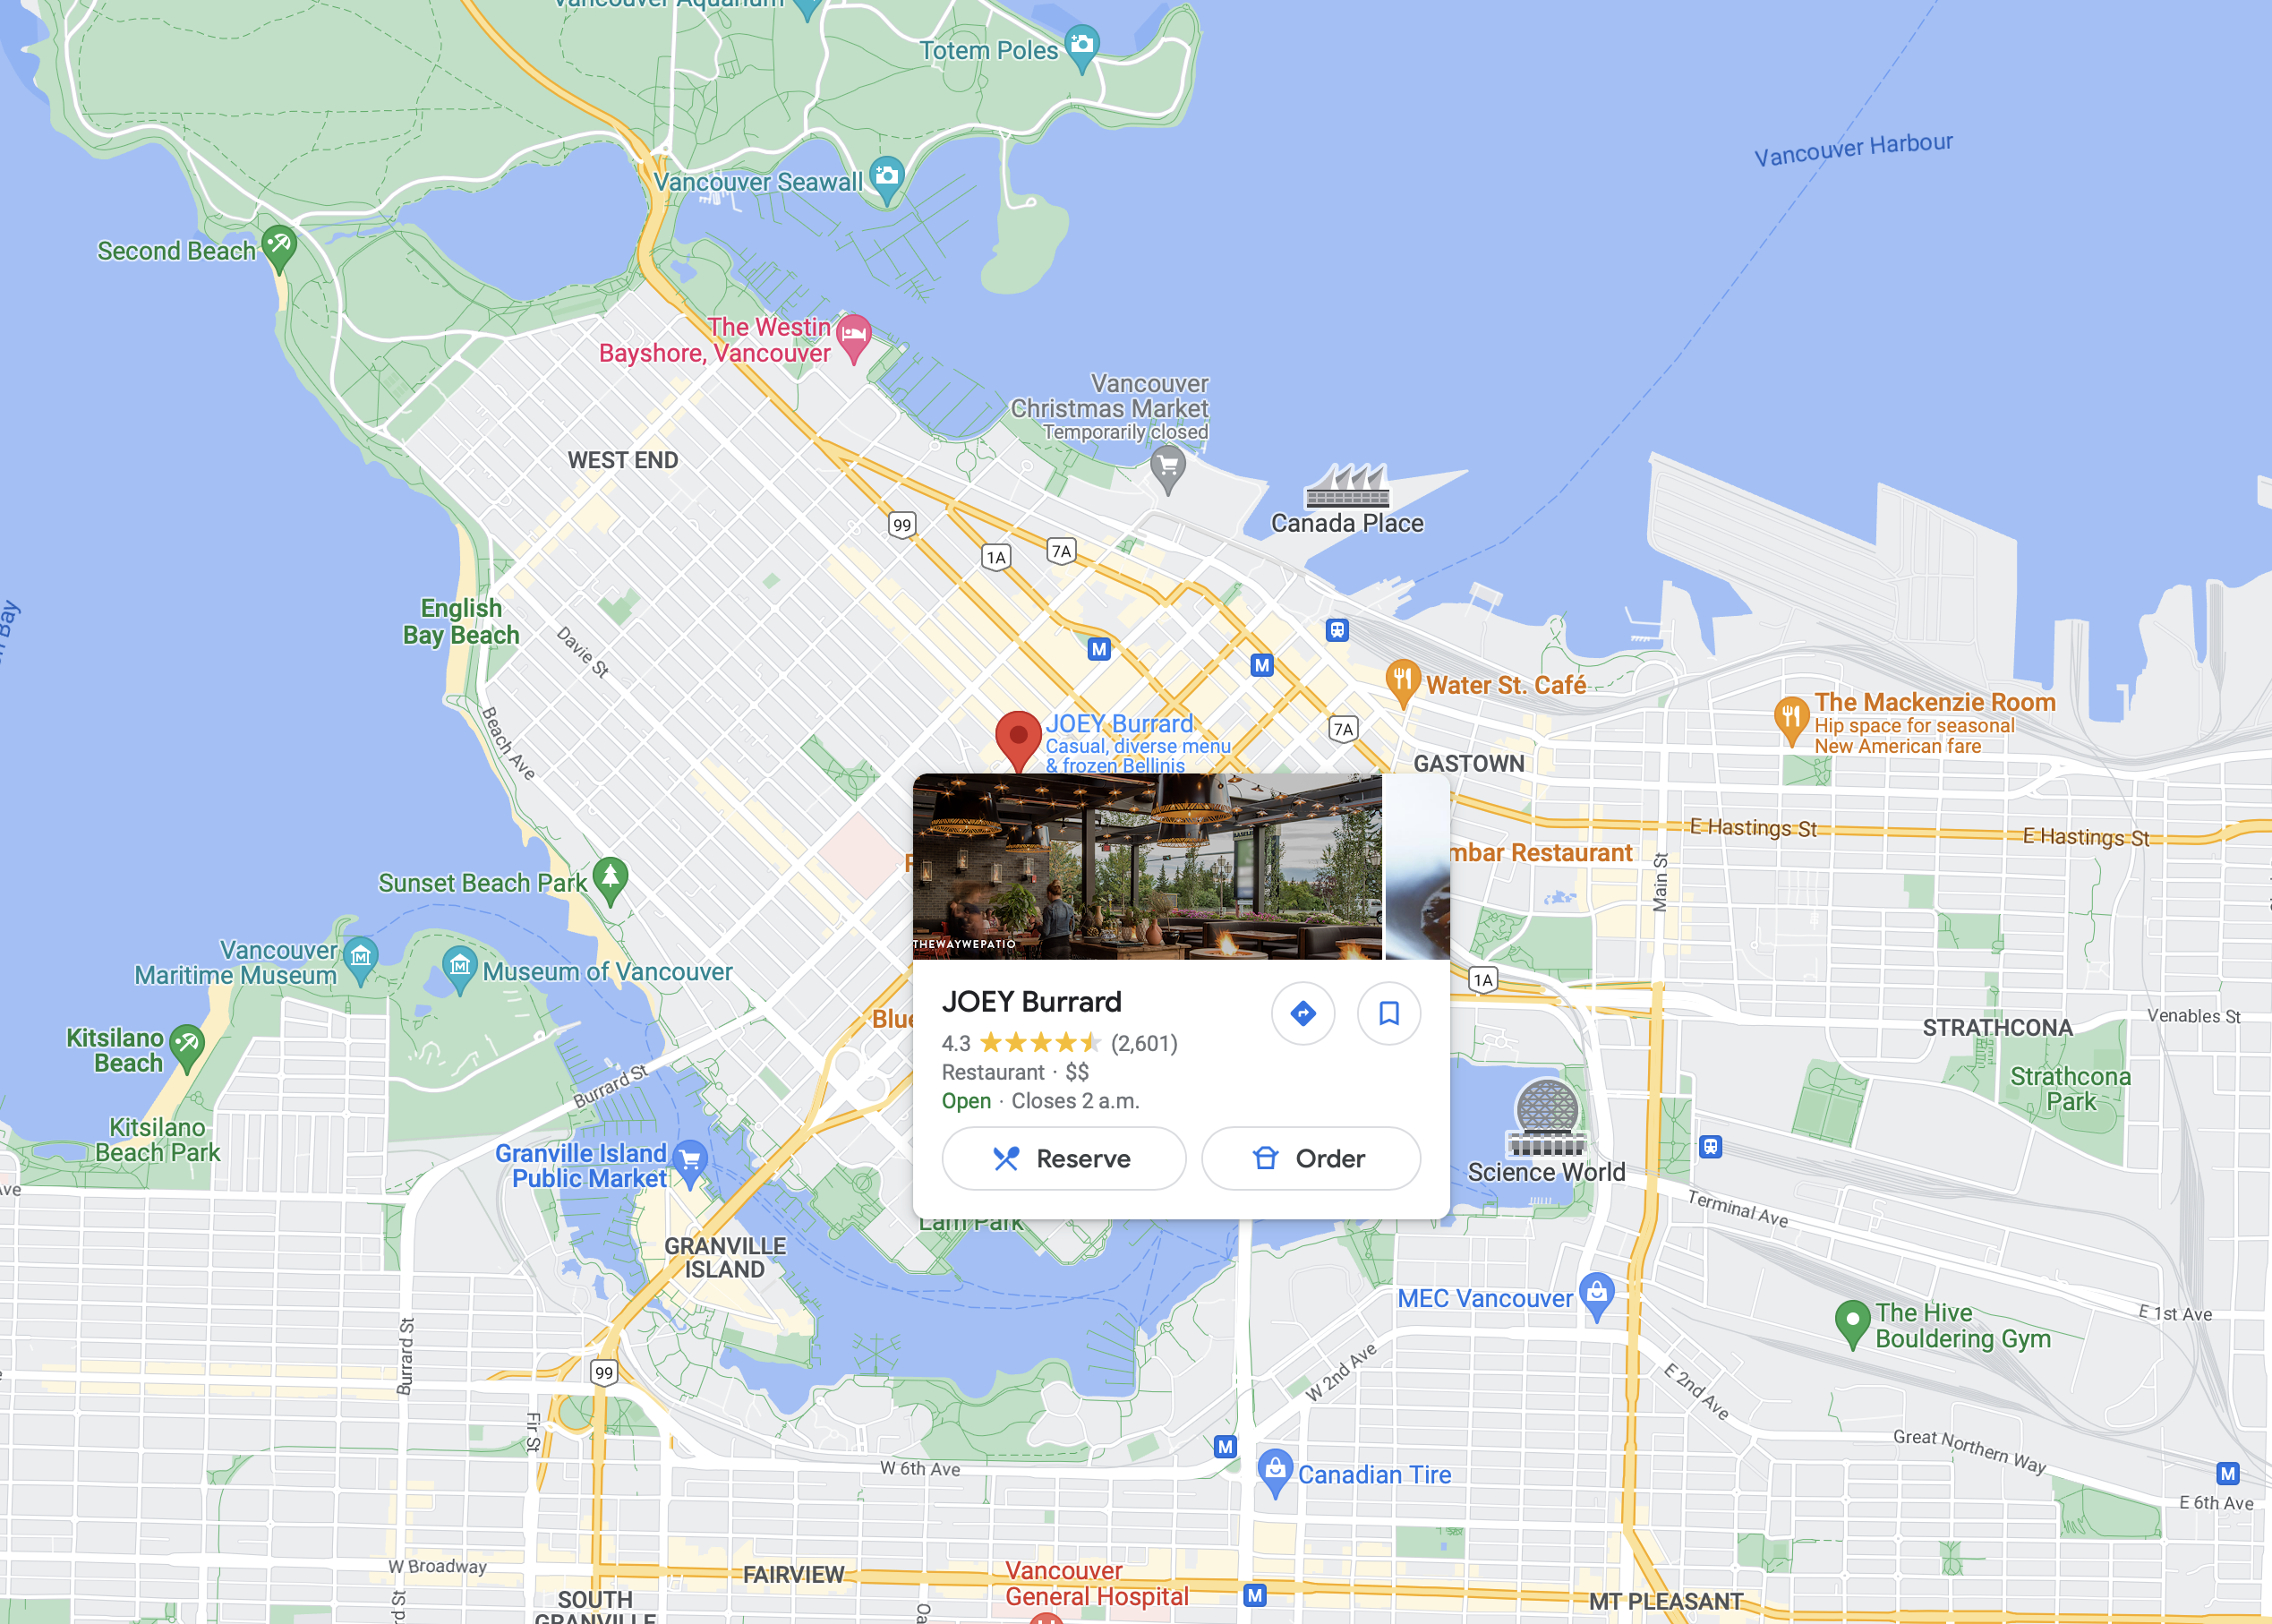 Vancouver Aquarium
Totem Poles
Vancouver Harbour
Vancouver Seawall
Second Beach
The Westin
Bayshore, Vancouver
Vancouver
Christmas Market
Temporarily closed
WEST END
Canada Place
99
1A
7A
English
Bay Beach
Bay
Davie St
M
M
Water St. Café
The Mackenzie Room
Hip space for seasonal
New American fare
JOEY Burrard
Casual, diverse menu
& frozen Bellinis
7A
Beach Ave
GASTOWN
E Hastings St
E Hastings St
mbar Restaurant
Main St
Sunset Beach Park
THEWAYWEPATIO
Vancouver
Maritime Museum
Museum of Vancouver
1A
JOEY Burrard
4.3 (2,601)
Restaurant · $$
Open · Closes 2 a.m.
Reserve
Order
Blue
Venables St
STRATHCONA
Kitsilano
Beach
Burrard St
Strathcona
Park
Kitsilano
Beach Park
Granville Island
Public Market
Science World
Ave
Terminal Ave
Lam Park
GRANVILLE
ISLAND
MEC Vancouver
The Hive
Bouldering Gym
E 1st Ave
Burrard St
99
W 2nd Ave
E 2nd Ave
Fir St
Great Northern Way
M
W 6th Ave
Canadian Tire
M
E 6th Ave
W Broadway
FAIRVIEW
Vancouver
General Hospital
M
SOUTH
GRANVILLE
MT PLEASANT
rd St
Oa